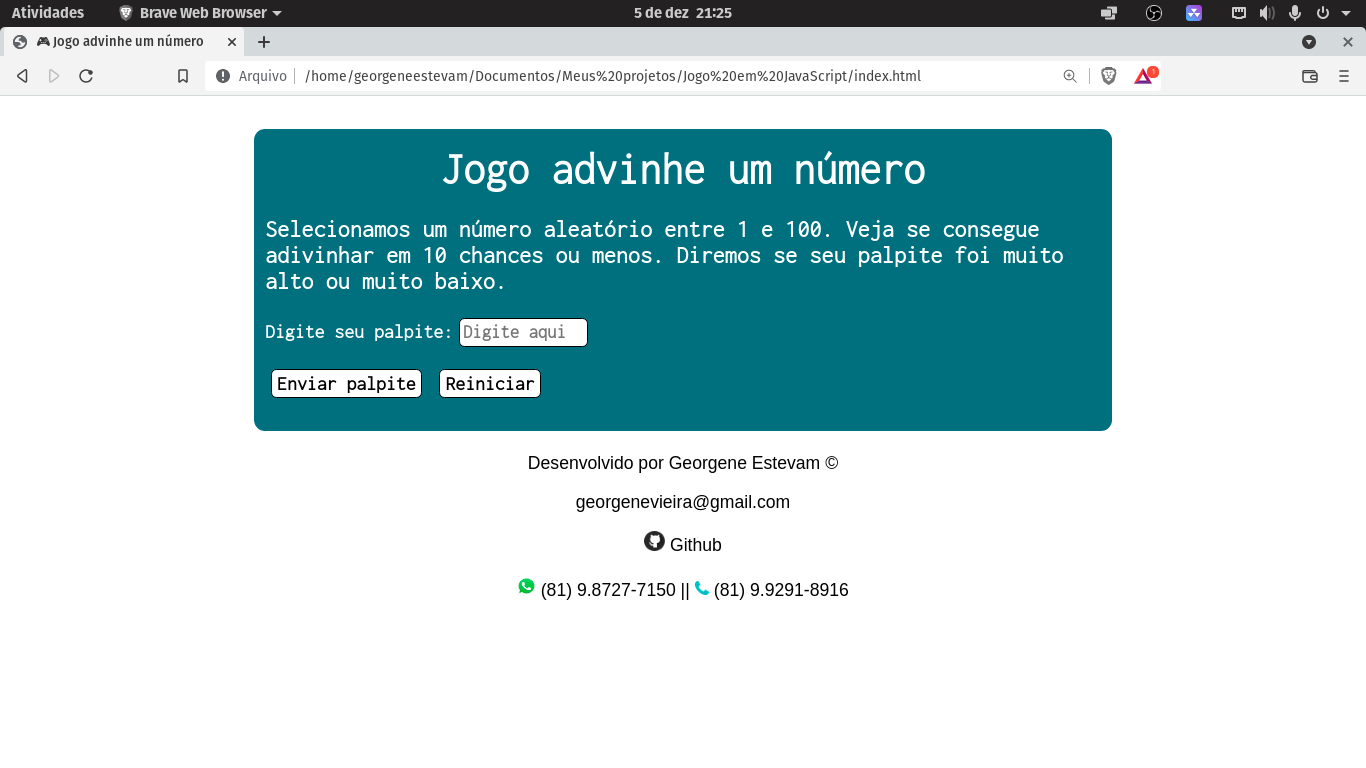 Atividades Brave Web Browser 5 de dez 21:25
🎮 Jogo advinhe um número
Arquivo /home/georgeneestevam/Documentos/Meus%20projetos/Jogo%20em%20JavaScript/index.html 1
Jogo advinhe um número
Selecionamos um número aleatório entre 1 e 100. Veja se consegue
adivinhar em 10 chances ou menos. Diremos se seu palpite foi muito
alto ou muito baixo.
Digite seu palpite: Digite aqui
Enviar palpite Reiniciar
Desenvolvido por Georgene Estevam ©
georgenevieira@gmail.com
Github
(81) 9.8727-7150 || (81) 9.9291-8916